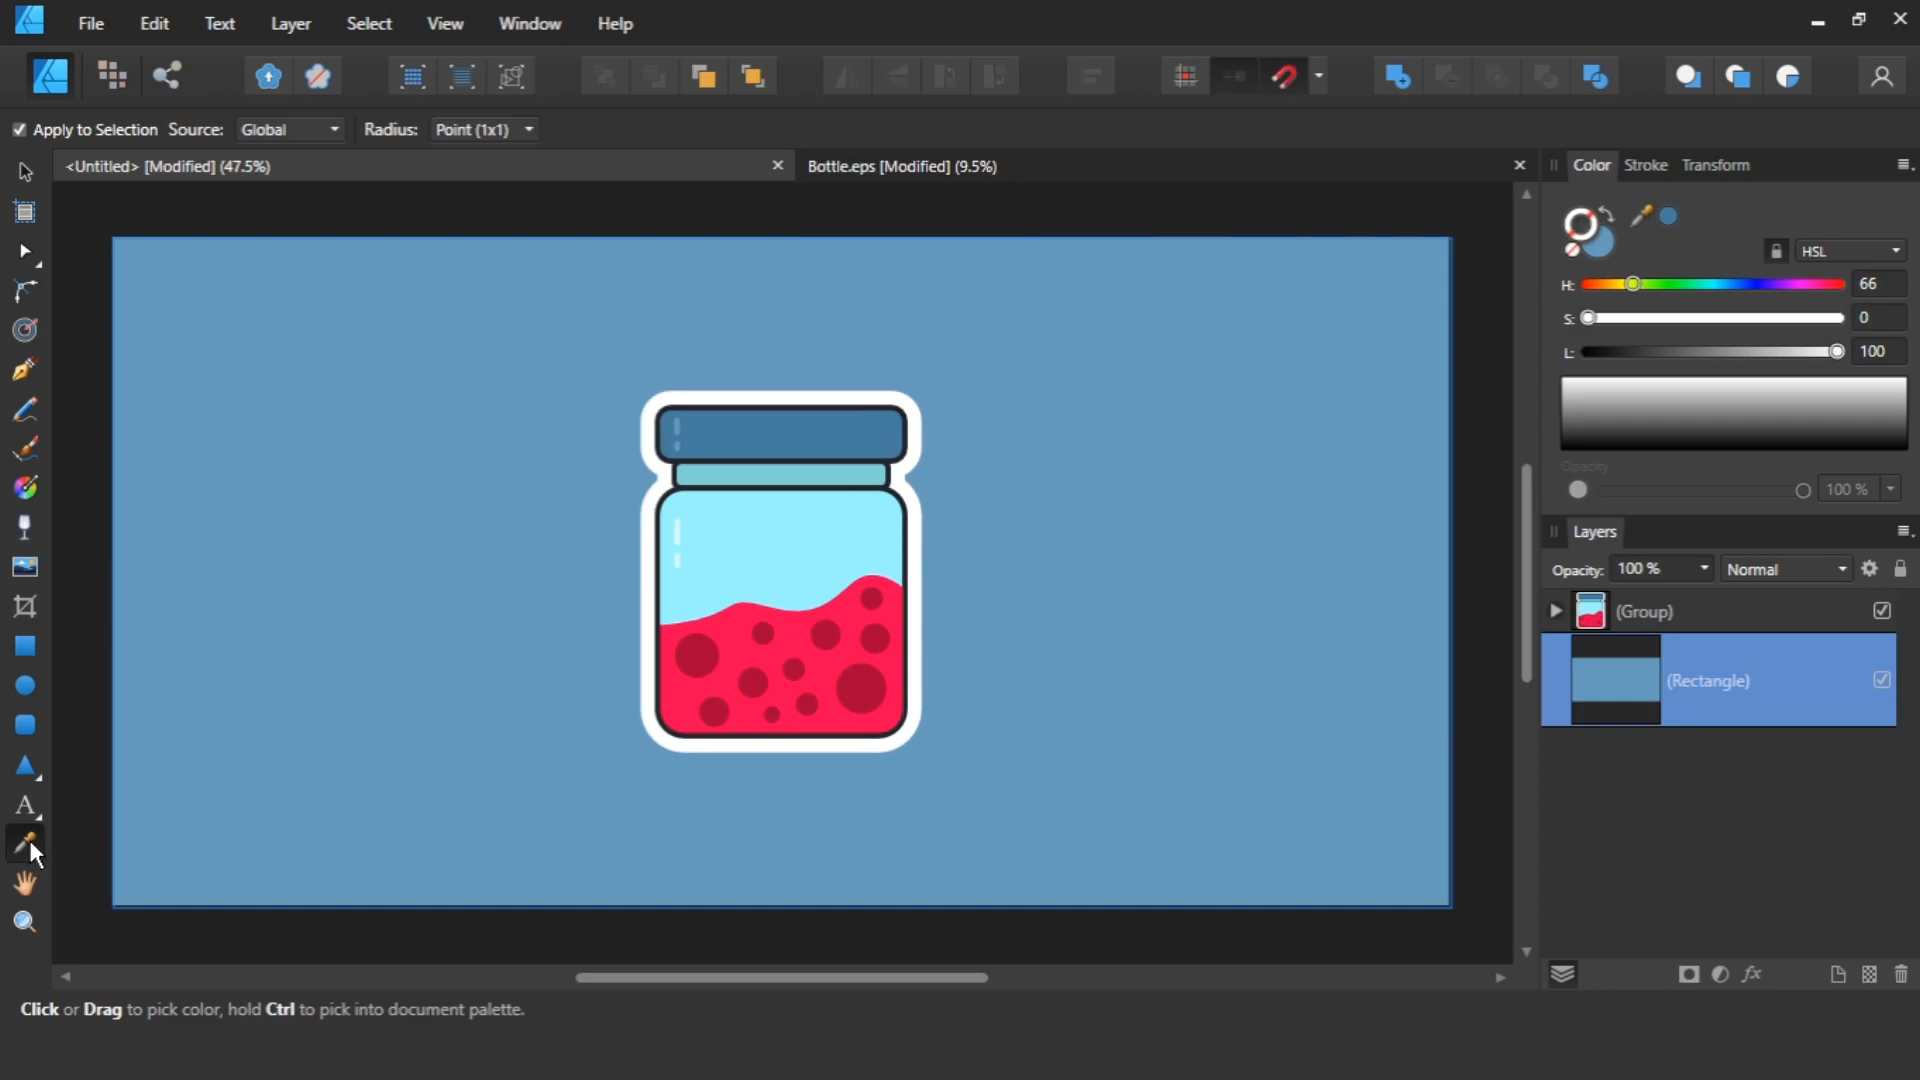 File Edit Text Layer Select View Window Help
Apply to Selection Source: Global Radius: Point (1x1)
<Untitled> [Modified] (47.5%) Bottle.eps [Modified] (9.5%)
Color Stroke Transform
HSL
H: 66
S: 0
L: 100
Opacity
100 %
Layers
Opacity: 100 % Normal
(Group)
(Rectangle)
Click or Drag to pick color, hold Ctrl to pick into document palette.